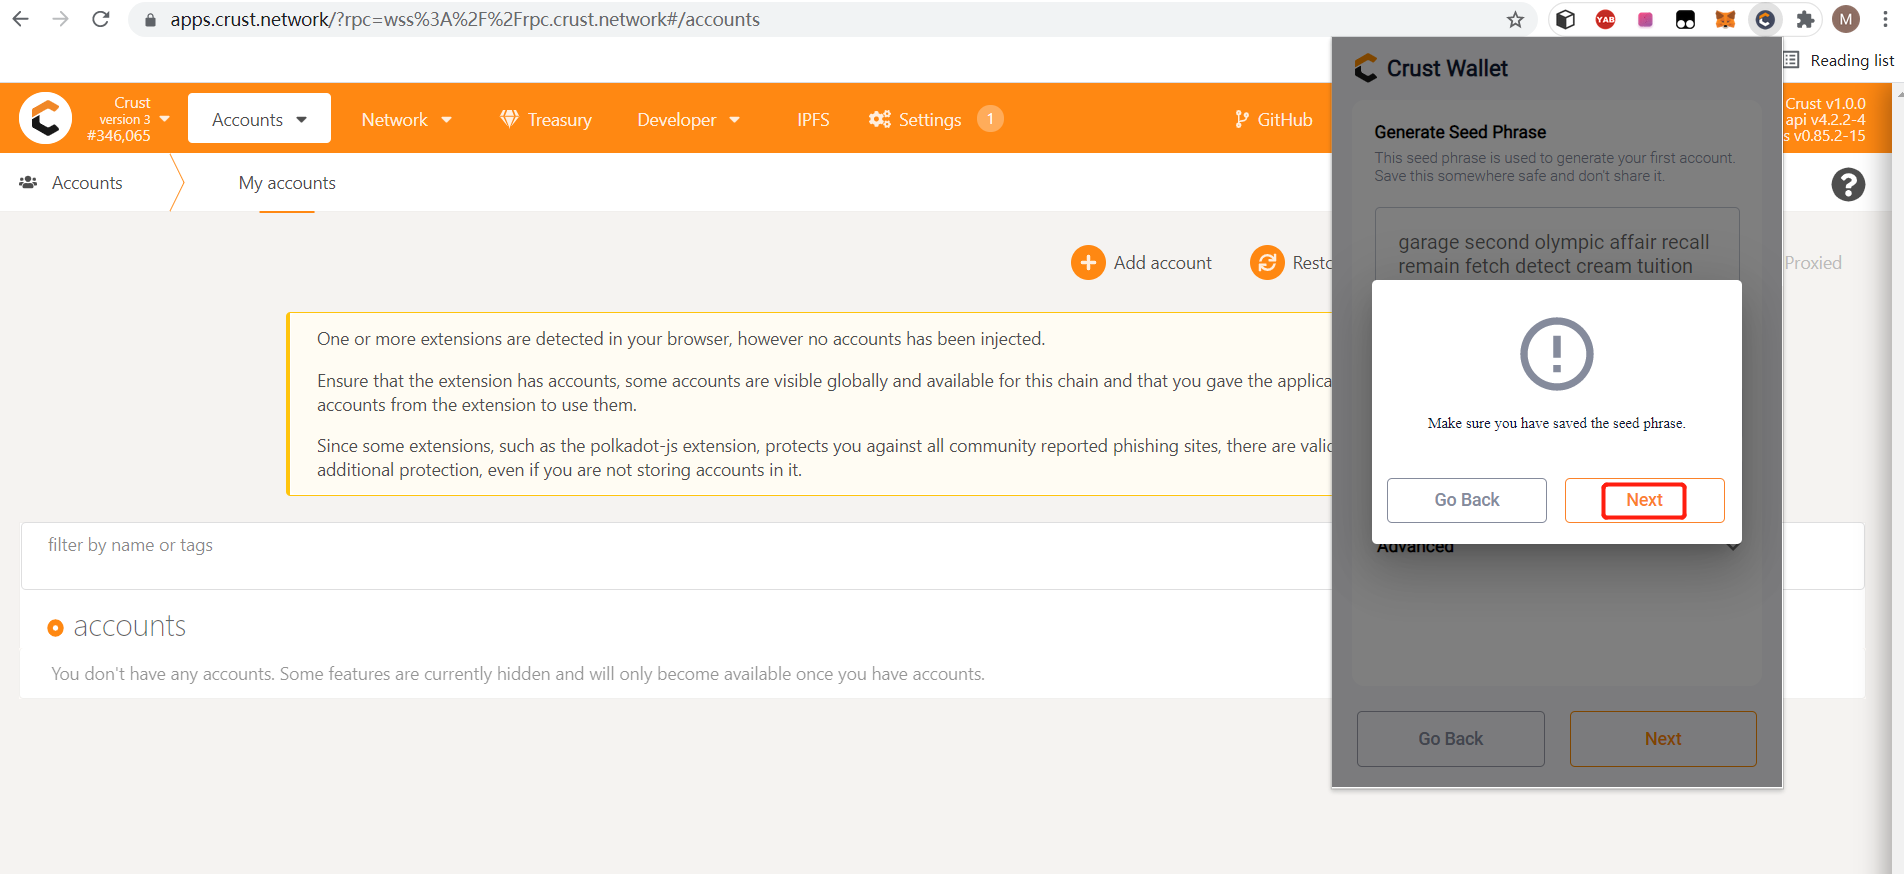 apps.crust.network/?rpc=wss%3A%2F%2Frpc.crust.network#/accounts
YAB
M
Reading list
Crust
version 3
#346,065
Accounts
Network
Treasury
Developer
IPFS
Settings
1
GitHub
Crust v1.0.0
api v4.2.2-4
s v0.85.2-15
Accounts
My accounts
Add account
Resto
Proxied
One or more extensions are detected in your browser, however no accounts has been injected.
Ensure that the extension has accounts, some accounts are visible globally and available for this chain and that you gave the applica
accounts from the extension to use them.
Since some extensions, such as the polkadot-js extension, protects you against all community reported phishing sites, there are valid
additional protection, even if you are not storing accounts in it.
filter by name or tags
accounts
You don't have any accounts. Some features are currently hidden and will only become available once you have accounts.
Crust Wallet
Generate Seed Phrase
This seed phrase is used to generate your first account.
Save this somewhere safe and don't share it.
garage second olympic affair recall
remain fetch detect cream tuition
Make sure you have saved the seed phrase.
Go Back
Next
Advanced
Go Back
Next